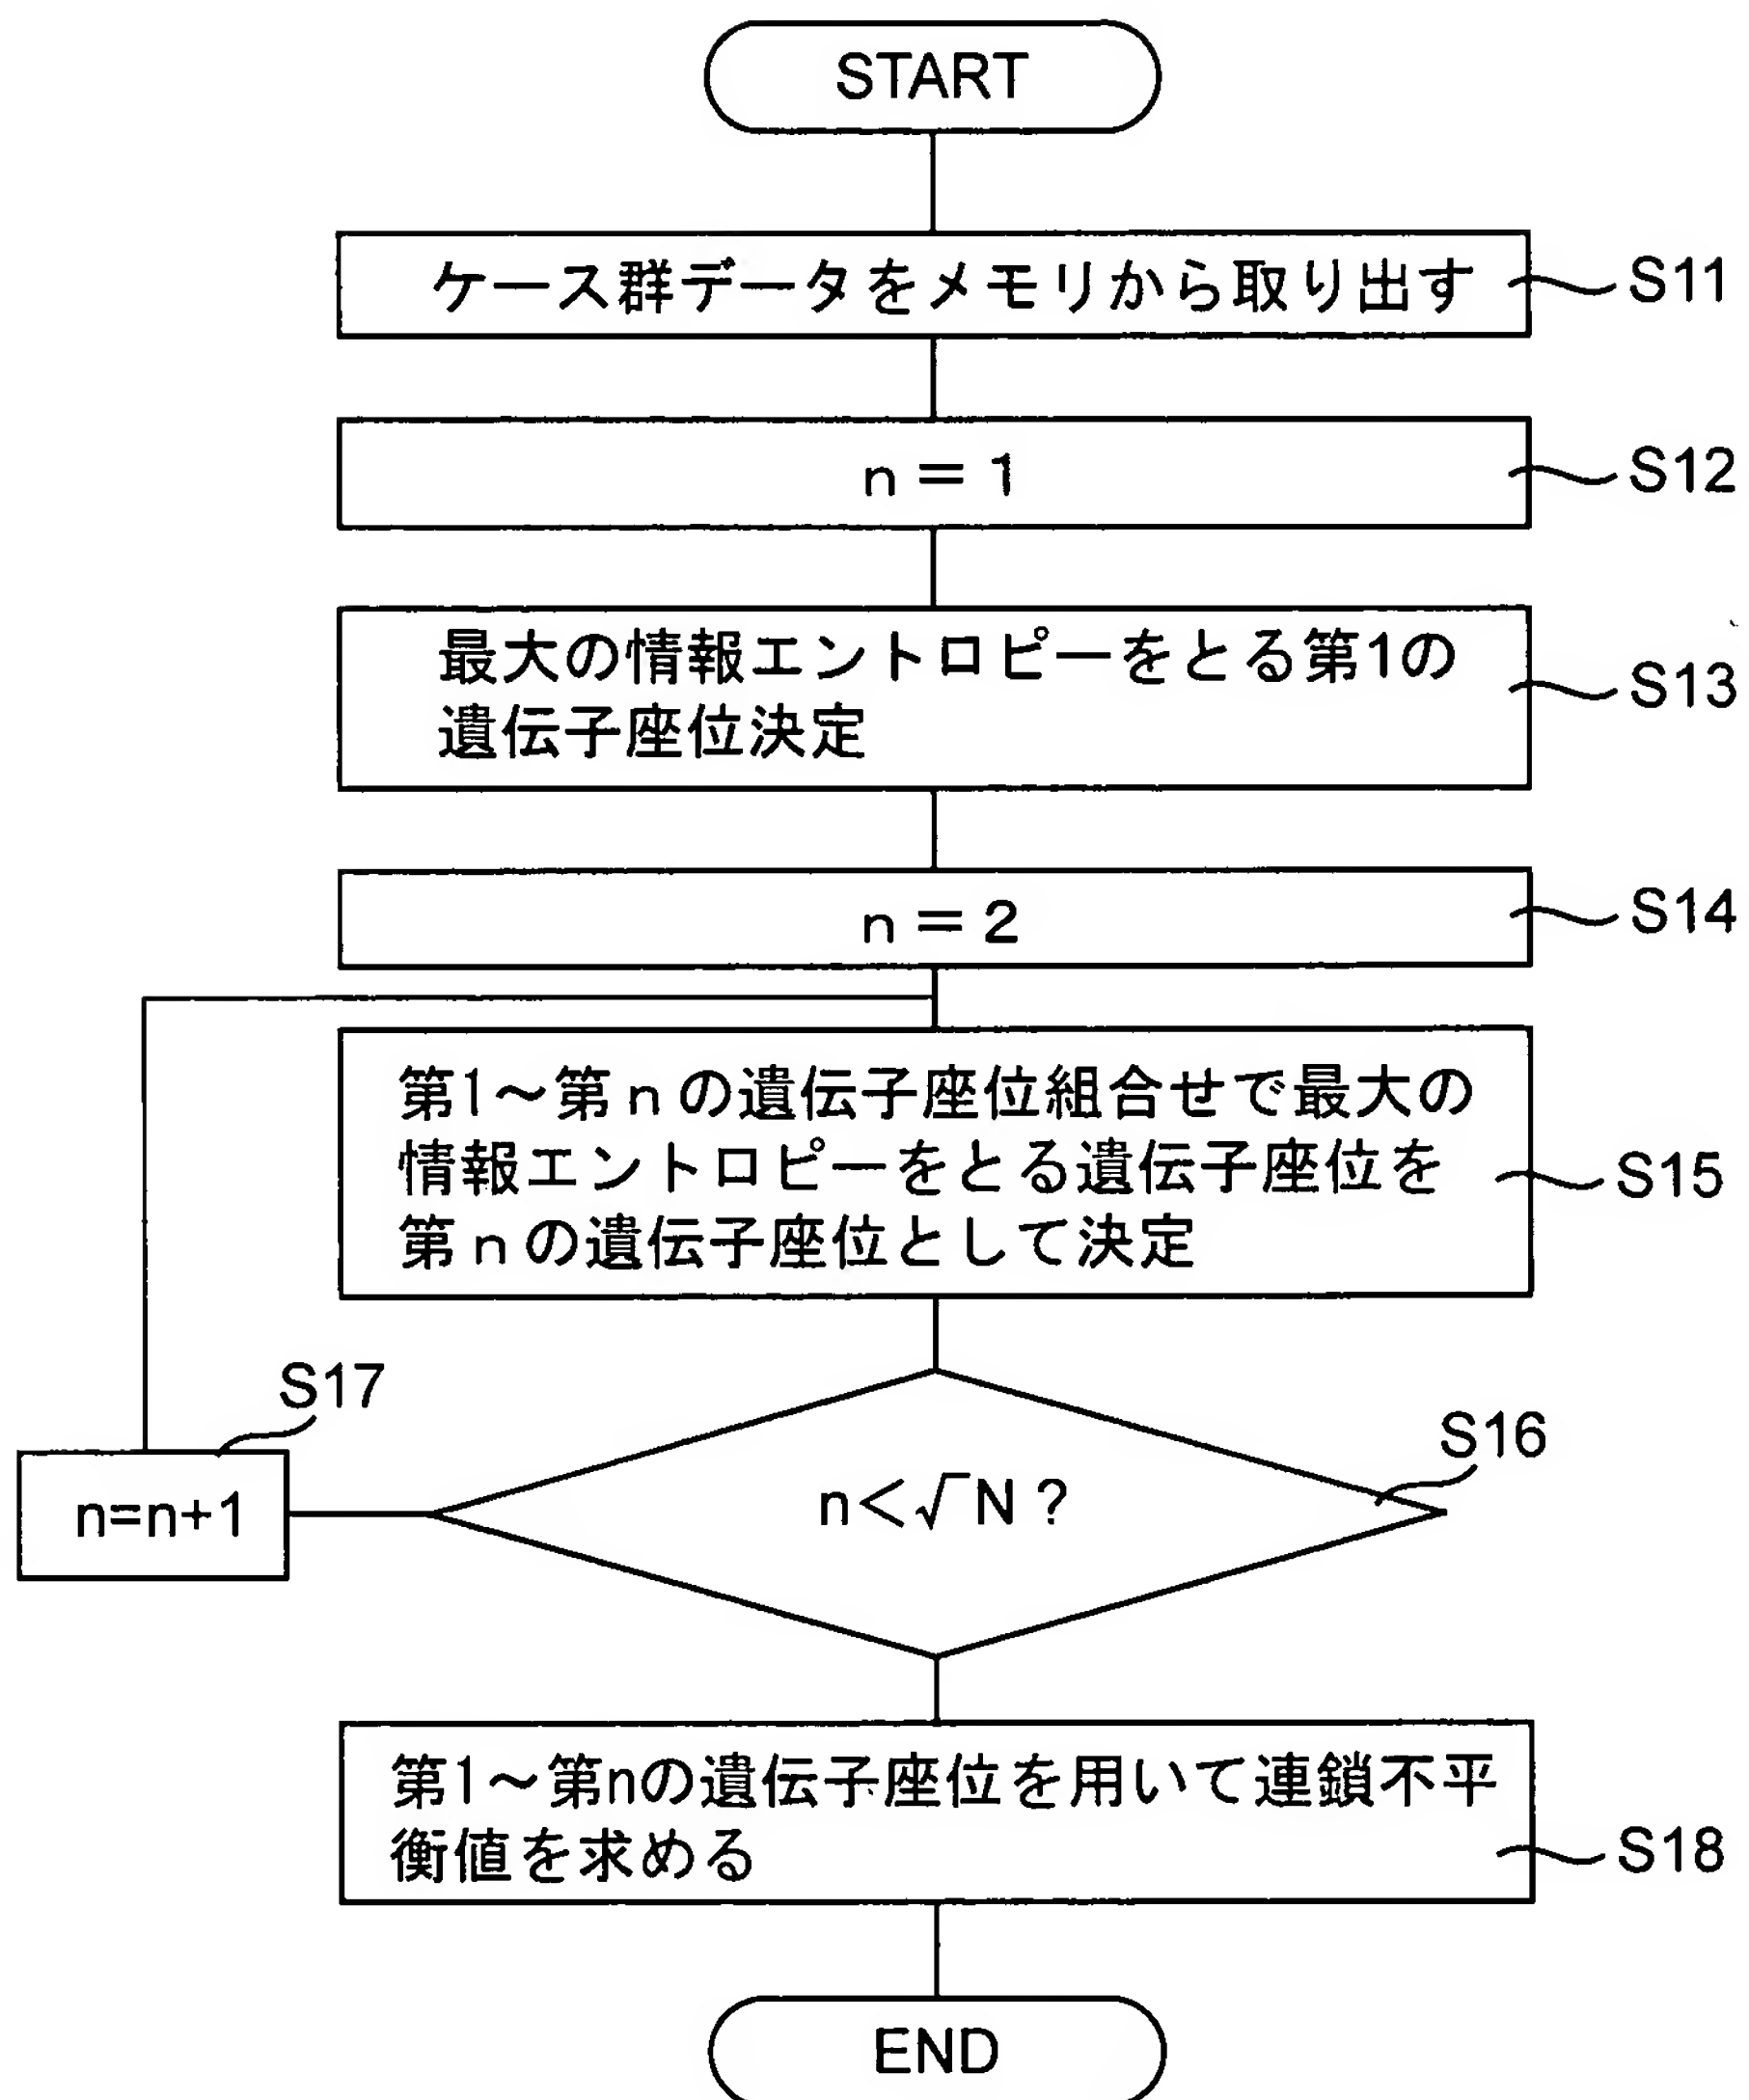 START
ケース群データをメモリから取り出す
S11
n = 1
S12
最大の情報エントロピーをとる第1の
遺伝子座位決定
S13
n = 2
S14
第1~第nの遺伝子座位組合せで最大の
情報エントロピーをとる遺伝子座位を
第nの遺伝子座位として決定
S15
S17
n=n+1
S16
n<√N?
第1~第nの遺伝子座位を用いて連鎖不平
衡値を求める
S18
END